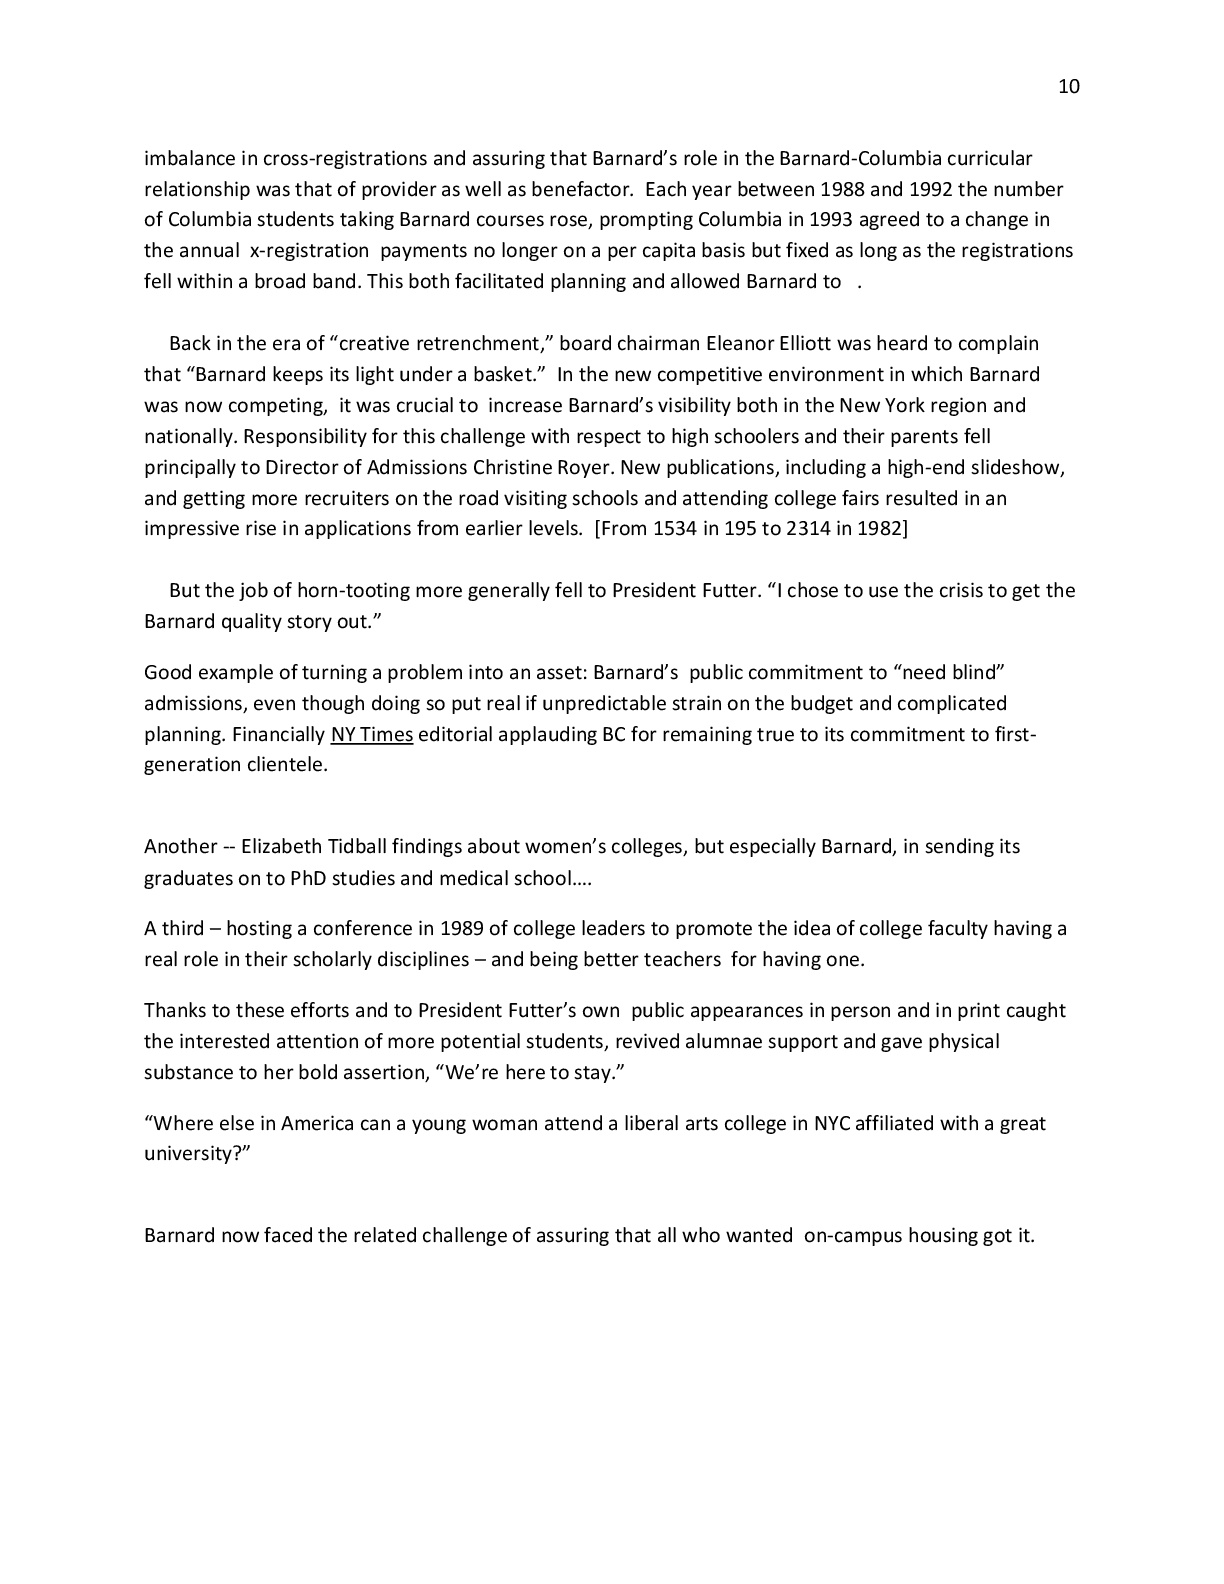 10
imbalance in cross-registrations and assuring that Barnard’s role in the Barnard-Columbia curricular
relationship was that of provider as well as benefactor.  Each year between 1988 and 1992 the number
of Columbia students taking Barnard courses rose, prompting Columbia in 1993 agreed to a change in
the annual  x-registration  payments no longer on a per capita basis but fixed as long as the registrations
fell within a broad band. This both facilitated planning and allowed Barnard to   .
Back in the era of “creative retrenchment,” board chairman Eleanor Elliott was heard to complain
that “Barnard keeps its light under a basket.”  In the new competitive environment in which Barnard
was now competing,  it was crucial to  increase Barnard’s visibility both in the New York region and
nationally. Responsibility for this challenge with respect to high schoolers and their parents fell
principally to Director of Admissions Christine Royer. New publications, including a high-end slideshow,
and getting more recruiters on the road visiting schools and attending college fairs resulted in an
impressive rise in applications from earlier levels.  [From 1534 in 195 to 2314 in 1982]
But the job of horn-tooting more generally fell to President Futter. “I chose to use the crisis to get the
Barnard quality story out.”
Good example of turning a problem into an asset: Barnard’s  public commitment to “need blind”
admissions, even though doing so put real if unpredictable strain on the budget and complicated
planning. Financially NY Times editorial applauding BC for remaining true to its commitment to first-
generation clientele.
Another -- Elizabeth Tidball findings about women’s colleges, but especially Barnard, in sending its
graduates on to PhD studies and medical school….
A third – hosting a conference in 1989 of college leaders to promote the idea of college faculty having a
real role in their scholarly disciplines – and being better teachers  for having one.
Thanks to these efforts and to President Futter’s own  public appearances in person and in print caught
the interested attention of more potential students, revived alumnae support and gave physical
substance to her bold assertion, “We’re here to stay.”
“Where else in America can a young woman attend a liberal arts college in NYC affiliated with a great
university?”
Barnard now faced the related challenge of assuring that all who wanted  on-campus housing got it.